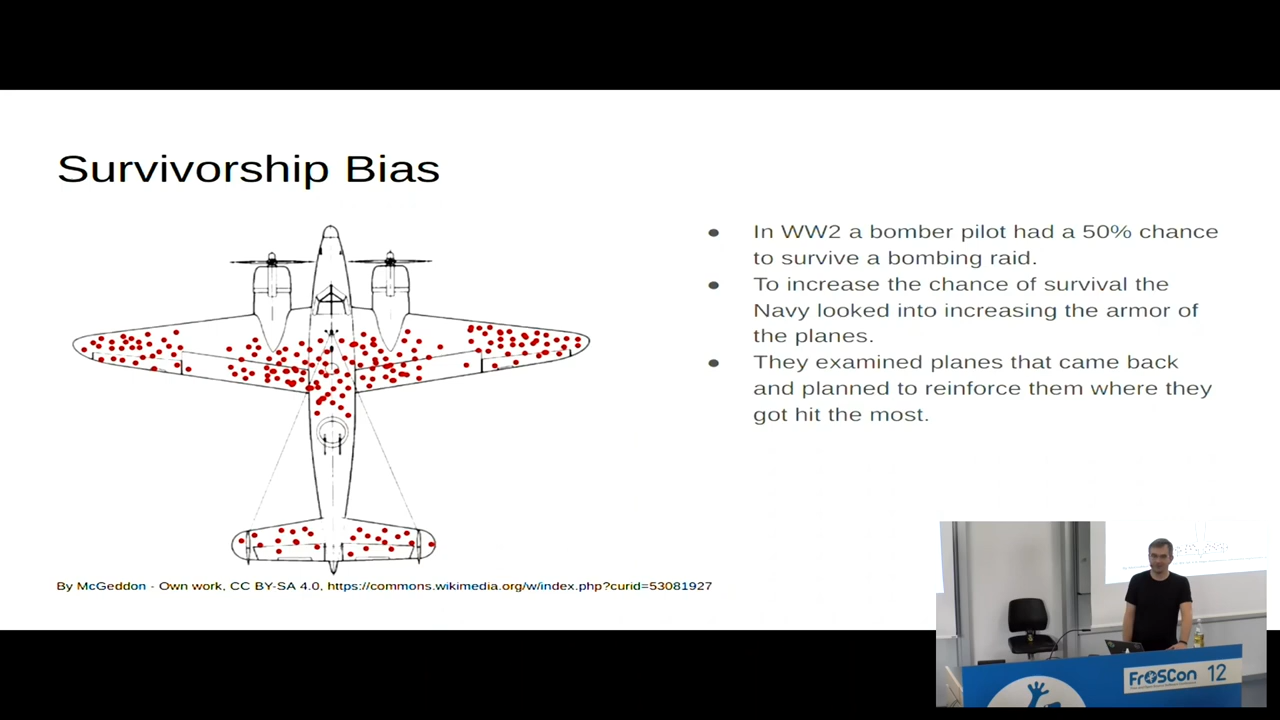 Survivorship Bias
● In WW2 a bomber pilot had a 50% chance
to survive a bombing raid.
● To increase the chance of survival the
Navy looked into increasing the armor of
the planes.
● They examined planes that came back
and planned to reinforce them where they
got hit the most.
By McGeddon - Own work, CC BY-SA 4.0, https://commons.wikimedia.org/w/index.php?curid=53081927
FrOSCon 12